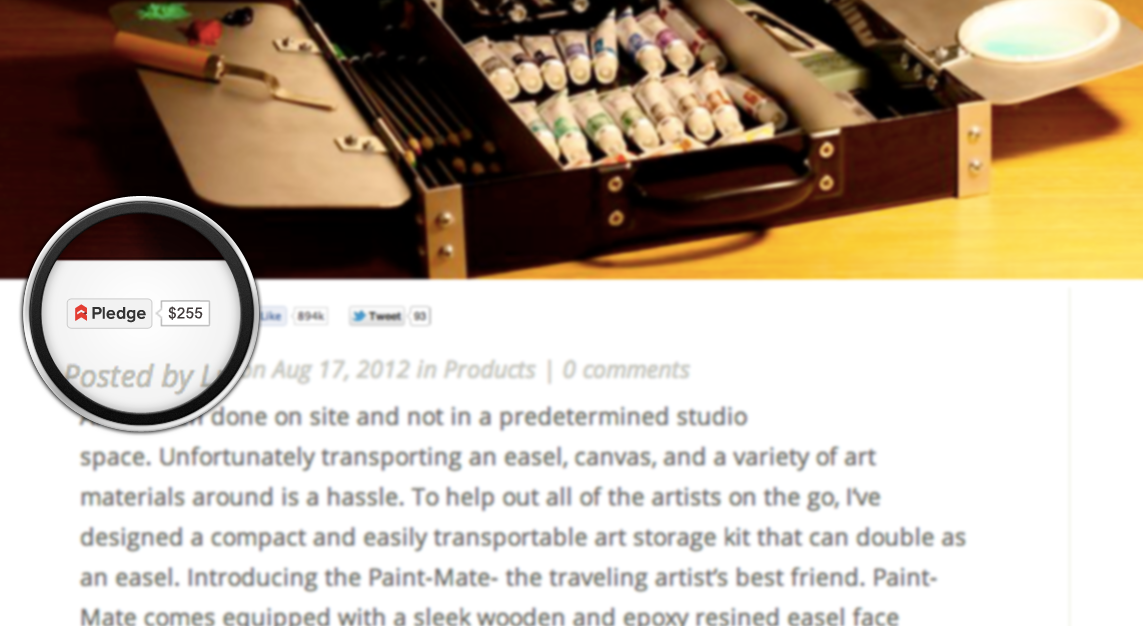 Pledge $255 Like 894k Tweet 93
Posted by on Aug 17, 2012 in Products | 0 comments
done on site and not in a predetermined studio
space. Unfortunately transporting an easel, canvas, and a variety of art
materials around is a hassle. To help out all of the artists on the go, I've
designed a compact and easily transportable art storage kit that can double as
an easel. Introducing the Paint-Mate- the traveling artist's best friend. Paint-
Mate comes equipped with a sleek wooden and epoxy resined easel face